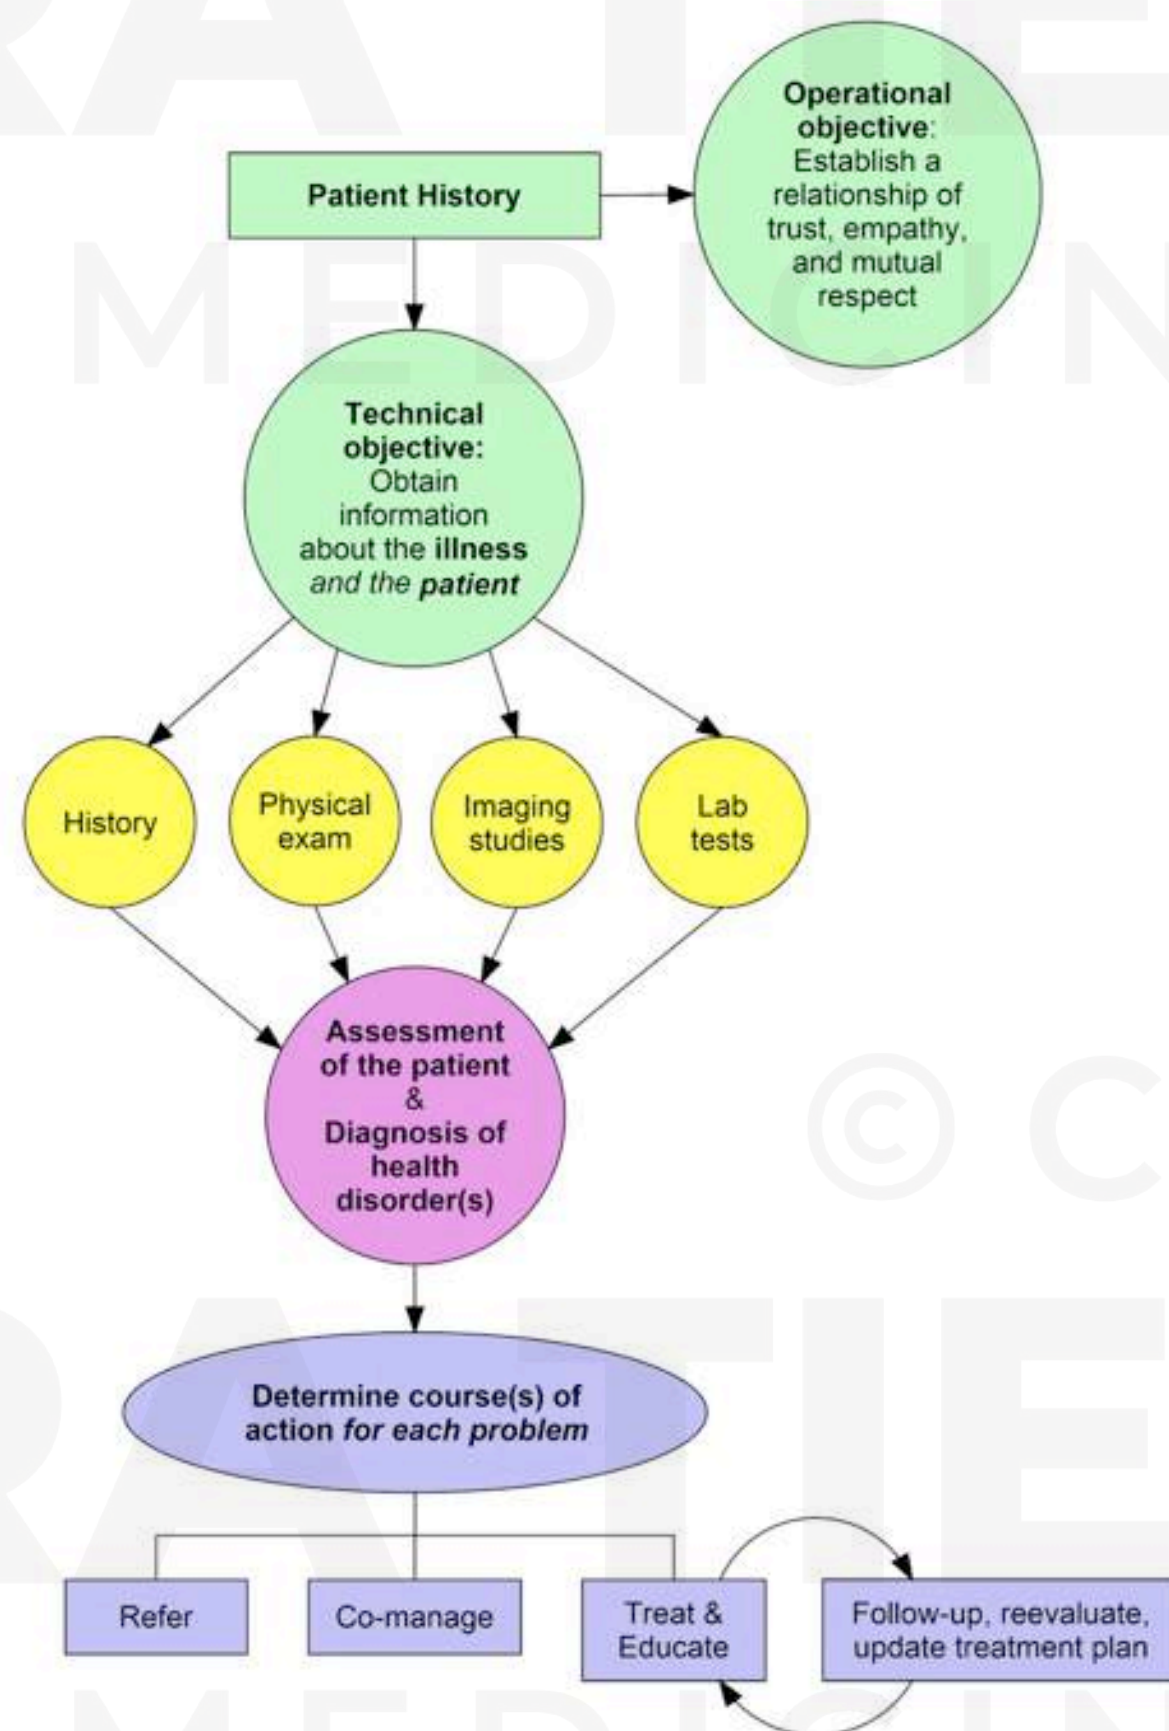 Operational
objective:
Establish a
relationship of
trust, empathy,
and mutual
respect
Patient History
Technical
objective:
Obtain
information
about the illness
and the patient
History
Physical
exam
Imaging
studies
Lab
tests
Assessment
of the patient
&
Diagnosis of
health
disorder(s)
© C
Determine course(s) of
action for each problem
Refer
Co-manage
Treat &
Educate
Follow-up, reevaluate,
update treatment plan